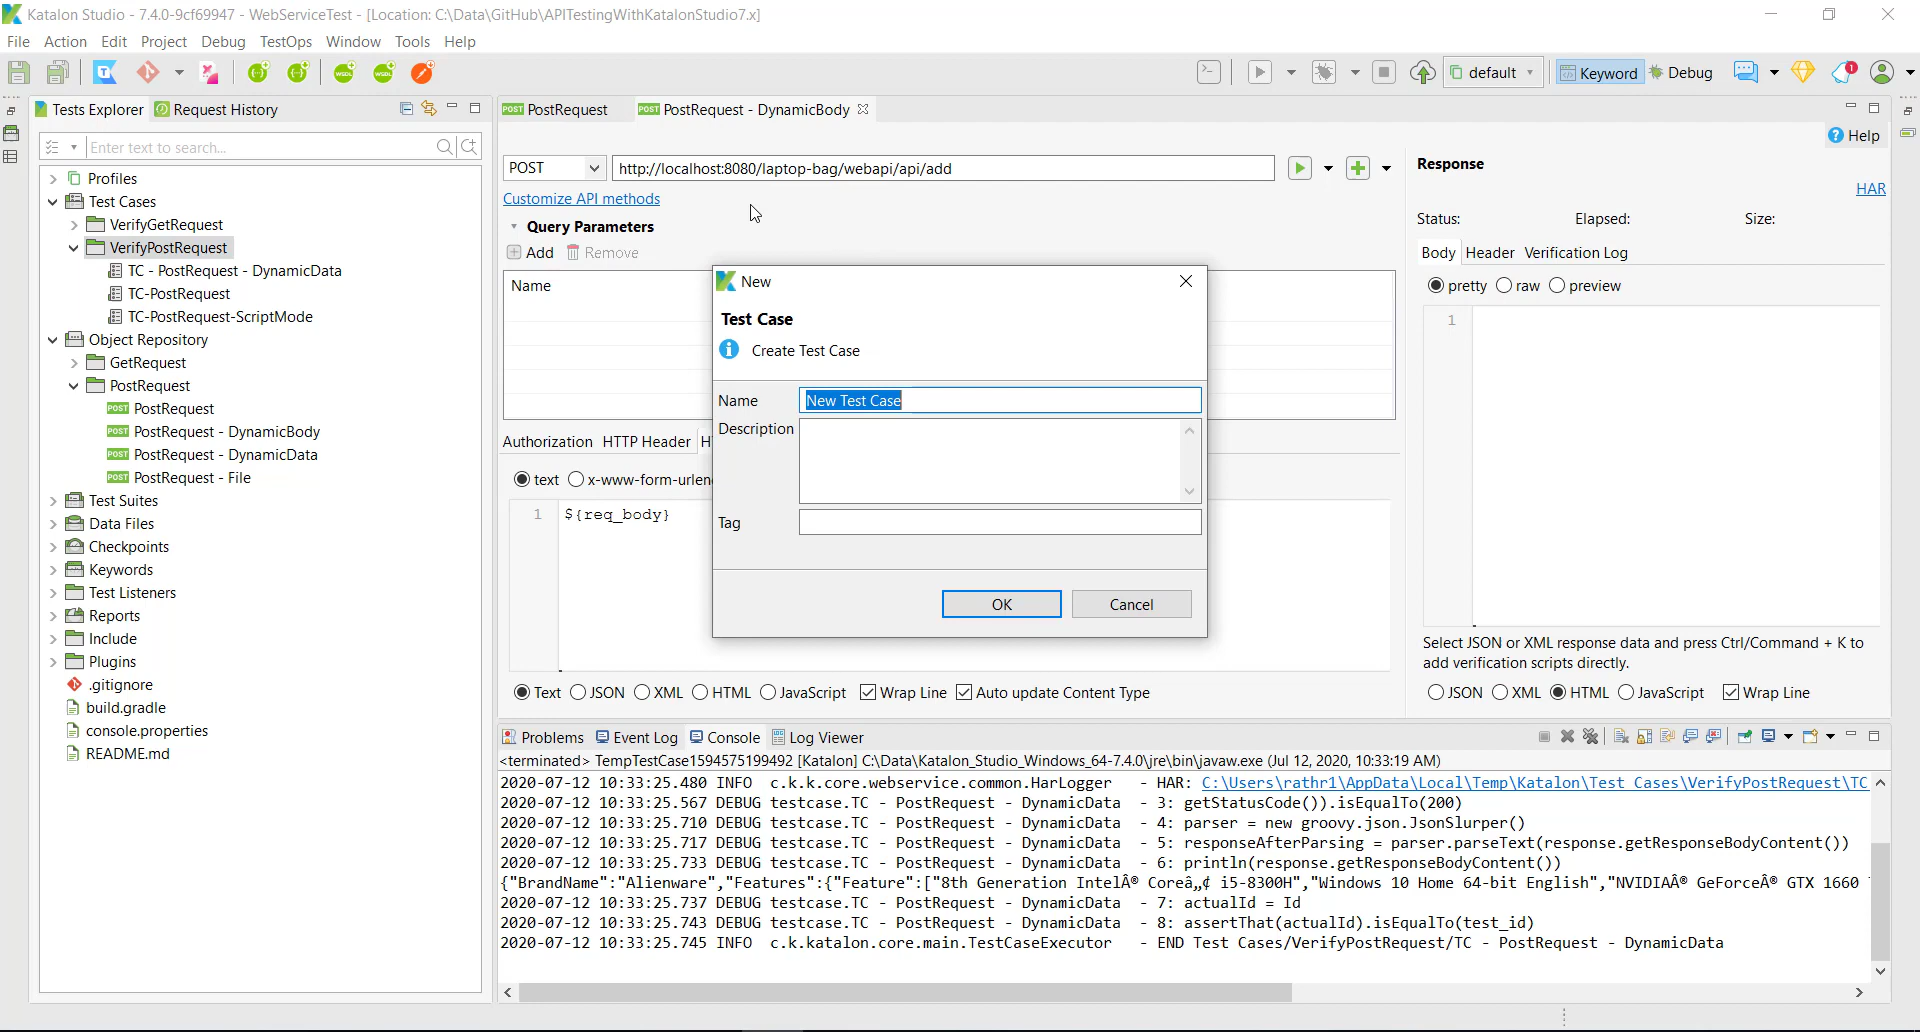 Katalon Studio - 7.4.0-9cf69947 - WebServiceTest - [Location: C:\Data\GitHub\APITestingWithKatalonStudio7.x]
File Action Edit Project Debug TestOps Window Tools Help
default
Keyword
Debug
1
Tests Explorer
Request History
Enter text to search...
Profiles
Test Cases
VerifyGetRequest
VerifyPostRequest
TC - PostRequest - DynamicData
TC-PostRequest
TC-PostRequest-ScriptMode
Object Repository
GetRequest
PostRequest
POST PostRequest
POST PostRequest - DynamicBody
POST PostRequest - DynamicData
POST PostRequest - File
Test Suites
Data Files
Checkpoints
Keywords
Test Listeners
Reports
Include
Plugins
.gitignore
build.gradle
console.properties
README.md
POST PostRequest
POST PostRequest - DynamicBody
Help
POST
http://localhost:8080/laptop-bag/webapi/api/add
Customize API methods
Query Parameters
Add Remove
Name
Authorization HTTP Header H
text x-www-form-urlen
1 ${req_body}
Text JSON XML HTML JavaScript Wrap Line Auto update Content Type
New
Test Case
Create Test Case
Name New Test Case
Description
Tag
OK Cancel
Response
HAR
Status: Elapsed: Size:
Body Header Verification Log
pretty raw preview
1
Select JSON or XML response data and press Ctrl/Command + K to
add verification scripts directly.
JSON XML HTML JavaScript Wrap Line
Problems Event Log Console Log Viewer
<terminated> TempTestCase1594575199492 [Katalon] C:\Data\Katalon_Studio_Windows_64-7.4.0\jre\bin\javaw.exe (Jul 12, 2020, 10:33:19 AM)
2020-07-12 10:33:25.480 INFO c.k.k.core.webservice.common.HarLogger - HAR: C:\Users\rathr1\AppData\Local\Temp\Katalon\Test Cases\VerifyPostRequest\TC
2020-07-12 10:33:25.567 DEBUG testcase.TC - PostRequest - DynamicData - 3: getStatusCode()).isEqualTo(200)
2020-07-12 10:33:25.710 DEBUG testcase.TC - PostRequest - DynamicData - 4: parser = new groovy.json.JsonSlurper()
2020-07-12 10:33:25.717 DEBUG testcase.TC - PostRequest - DynamicData - 5: responseAfterParsing = parser.parseText(response.getResponseBodyContent())
2020-07-12 10:33:25.733 DEBUG testcase.TC - PostRequest - DynamicData - 6: println(response.getResponseBodyContent())
{"BrandName":"Alienware","Features":{"Feature":["8th Generation IntelÂ® Coreâ„¢ i5-8300H","Windows 10 Home 64-bit English","NVIDIAÂ® GeForceÂ® GTX 1660
2020-07-12 10:33:25.737 DEBUG testcase.TC - PostRequest - DynamicData - 7: actualId = Id
2020-07-12 10:33:25.743 DEBUG testcase.TC - PostRequest - DynamicData - 8: assertThat(actualId).isEqualTo(test_id)
2020-07-12 10:33:25.745 INFO c.k.katalon.core.main.TestCaseExecutor - END Test Cases/VerifyPostRequest/TC - PostRequest - DynamicData